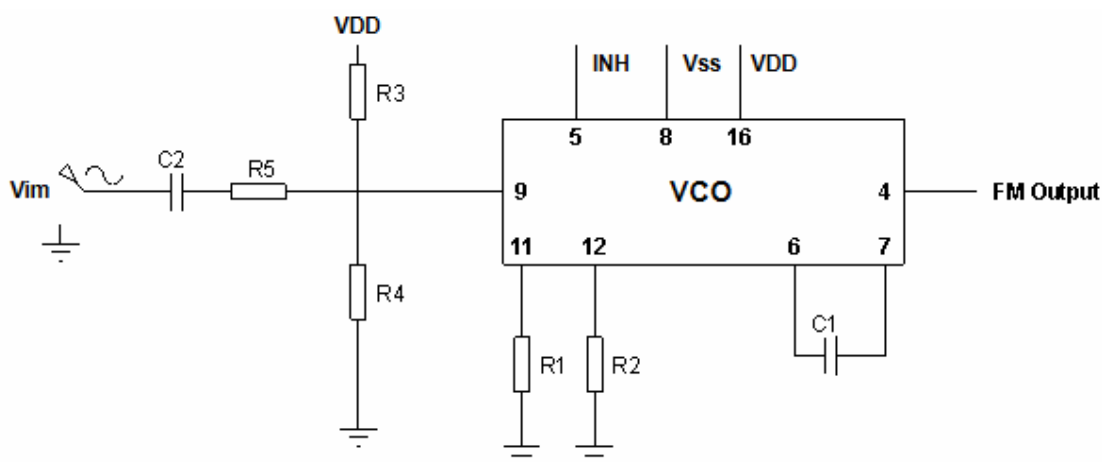 VDD
INH Vss VDD
R3
5 8 16
C2
R5
Vim
9 VCO 4 FM Output
11 12 6 7
R4
C1
R1 R2